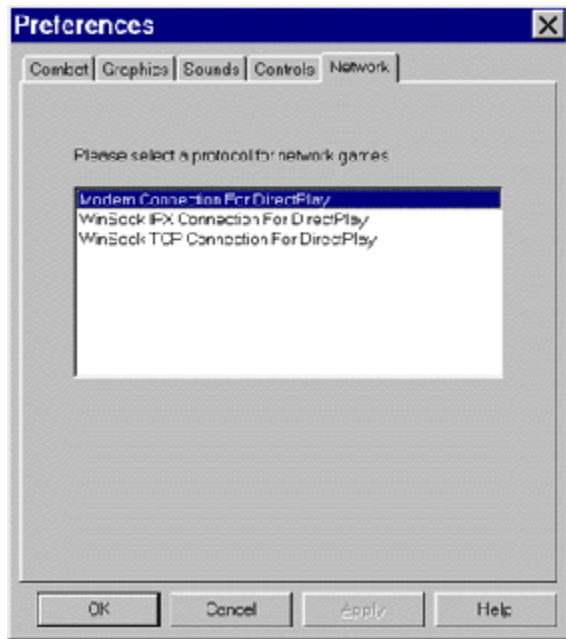 Preferences
Combat Graphics Sounds Controls Network
Please select a protocol for network games
Modem Connection For DirectPlay
WinSock IPX Connection For DirectPlay
WinSock TCP Connection For DirectPlay
OK Cancel Apply Help